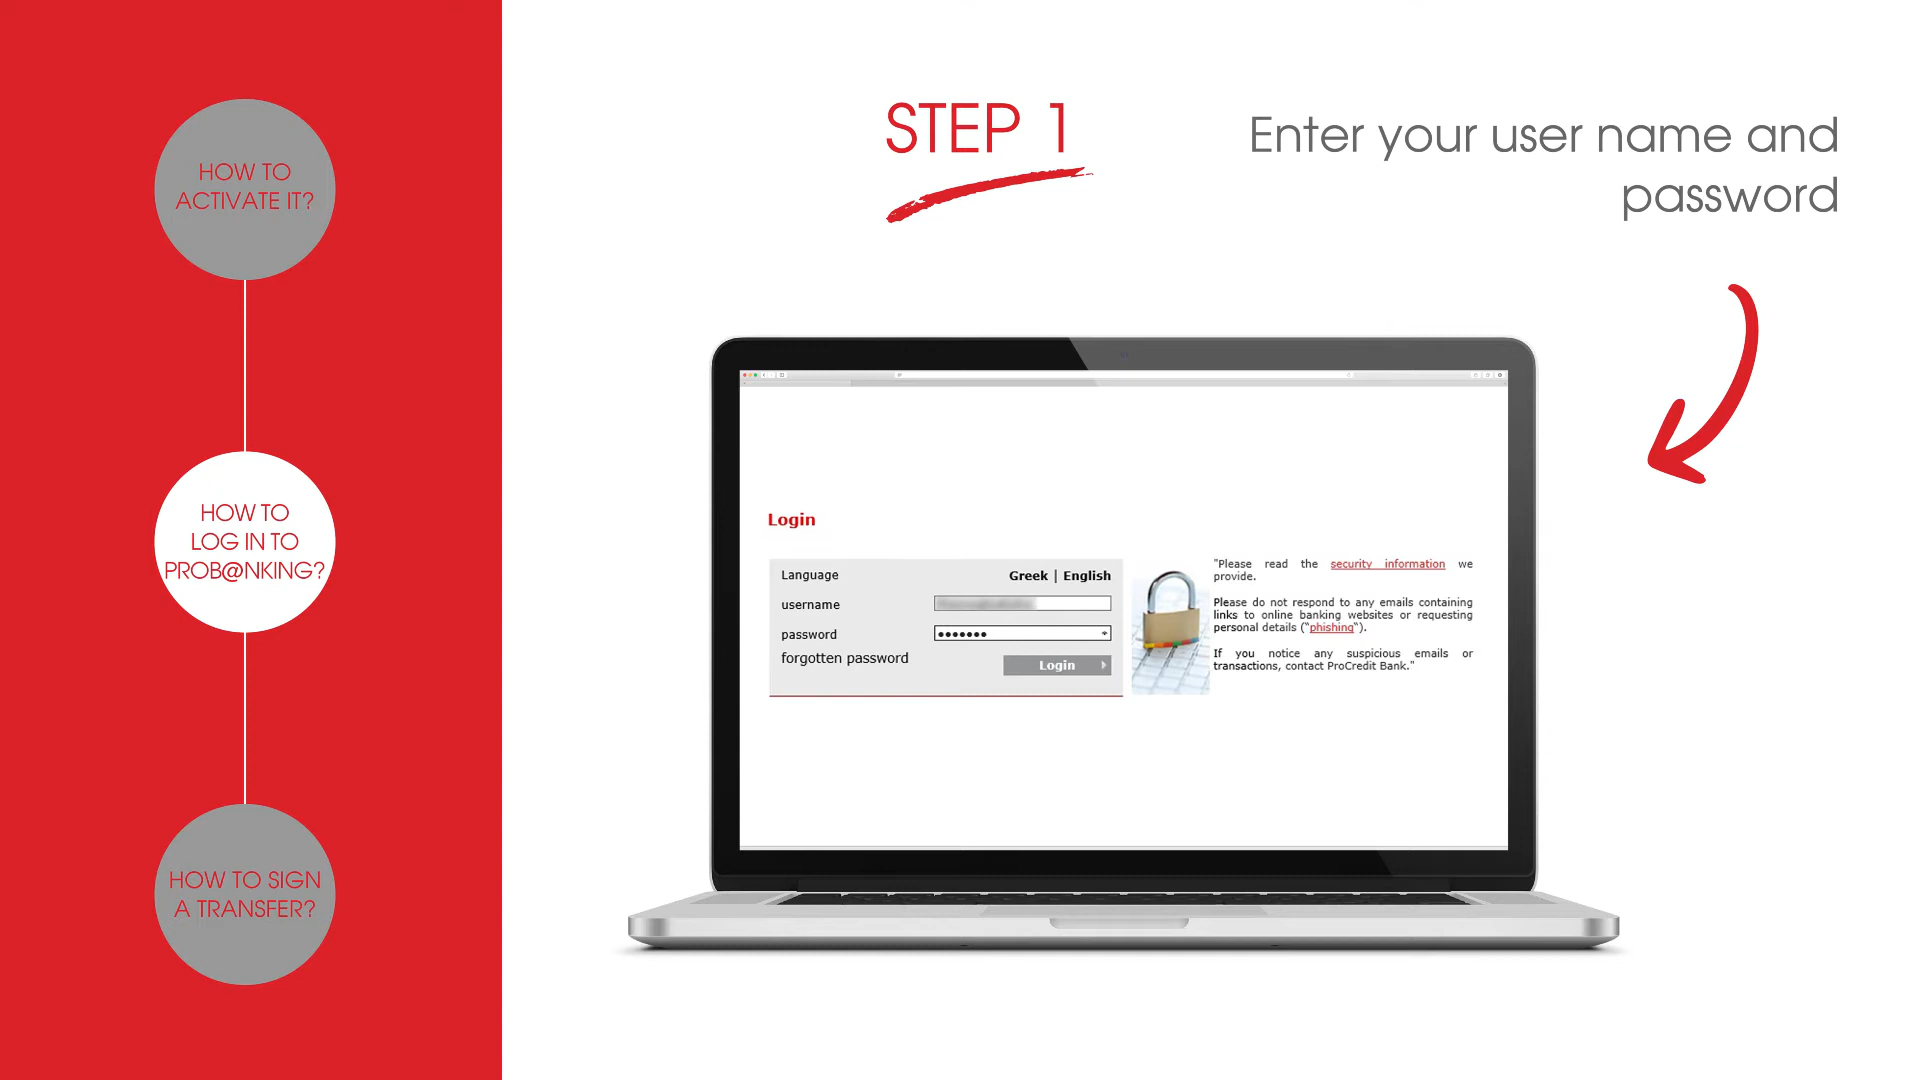 HOW TO
ACTIVATE IT?
HOW TO
LOG IN TO
PROB@NKING?
HOW TO SIGN
A TRANSFER?
STEP 1
Enter your user name and
password
Login
Language
Greek | English
username
password
forgotten password
Login
"Please read the security information we
provide.
Please do not respond to any emails containing
links to online banking websites or requesting
personal details ("phishing").
If you notice any suspicious emails or
transactions, contact ProCredit Bank."